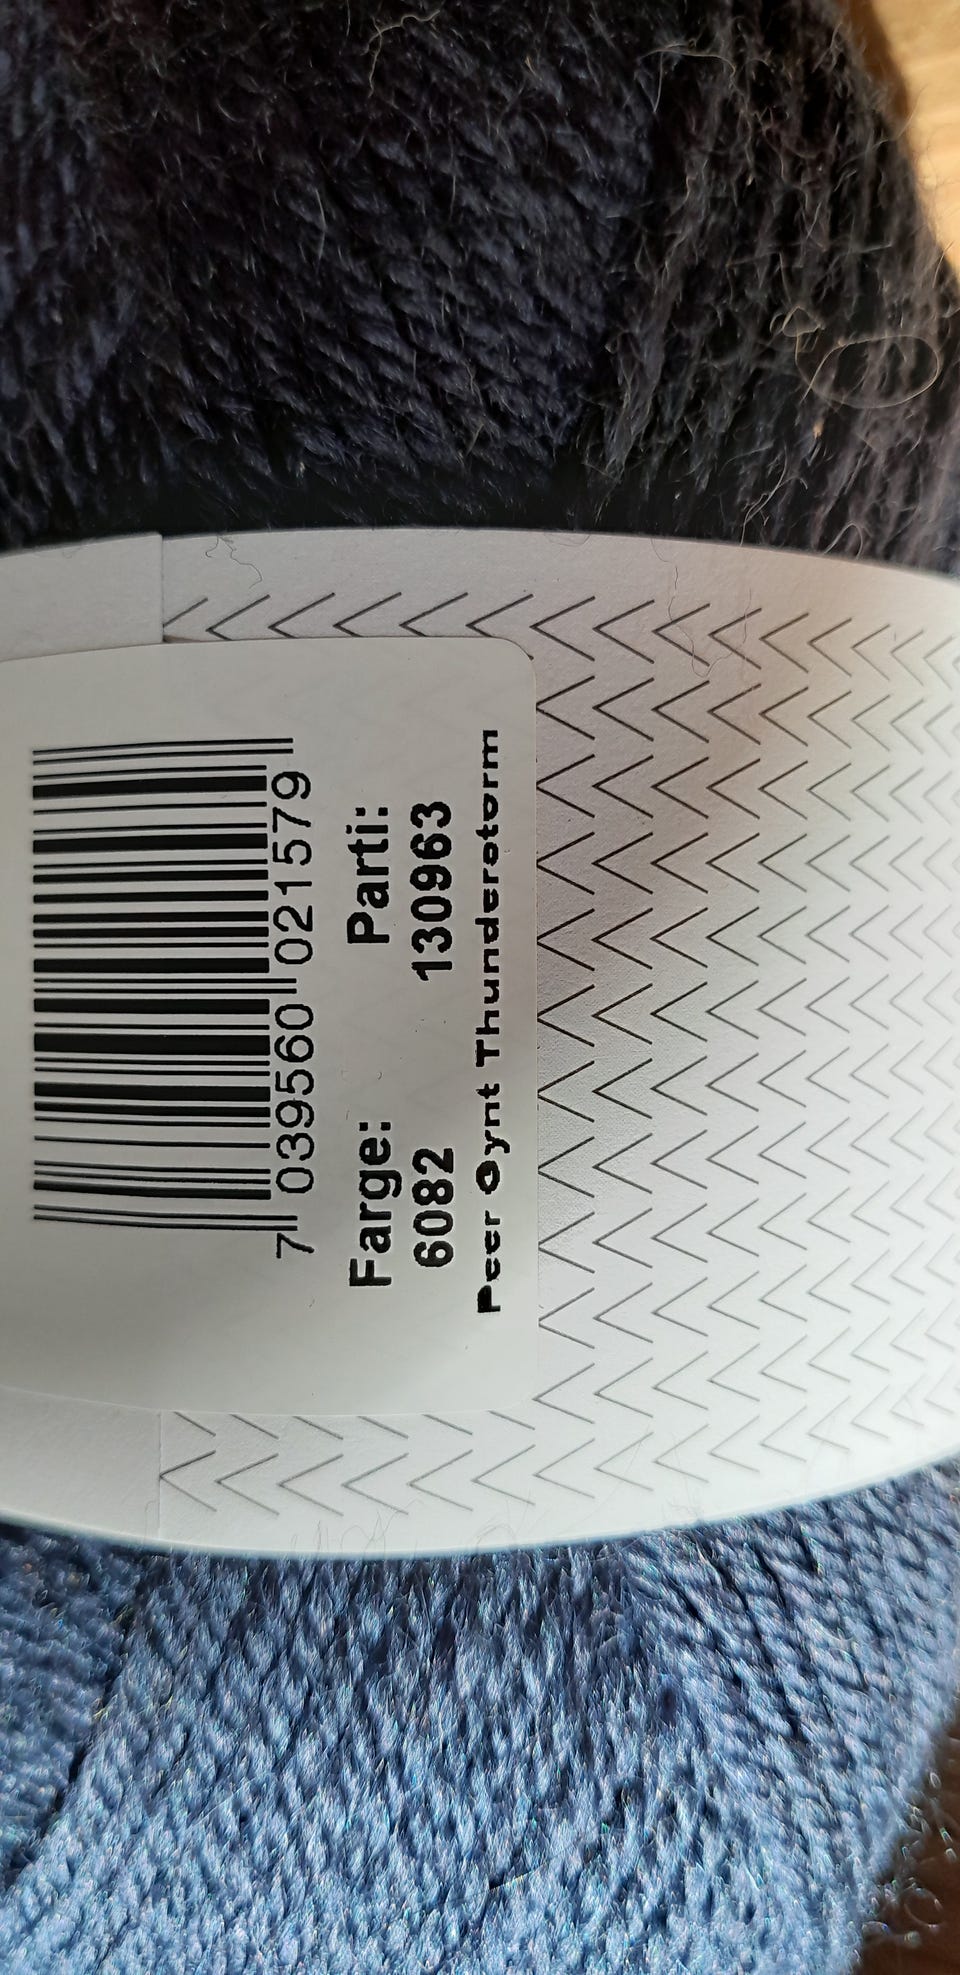 7 039560 021579
Farge: Parti:
6082 130963
Peer Gynt Thunderstorm